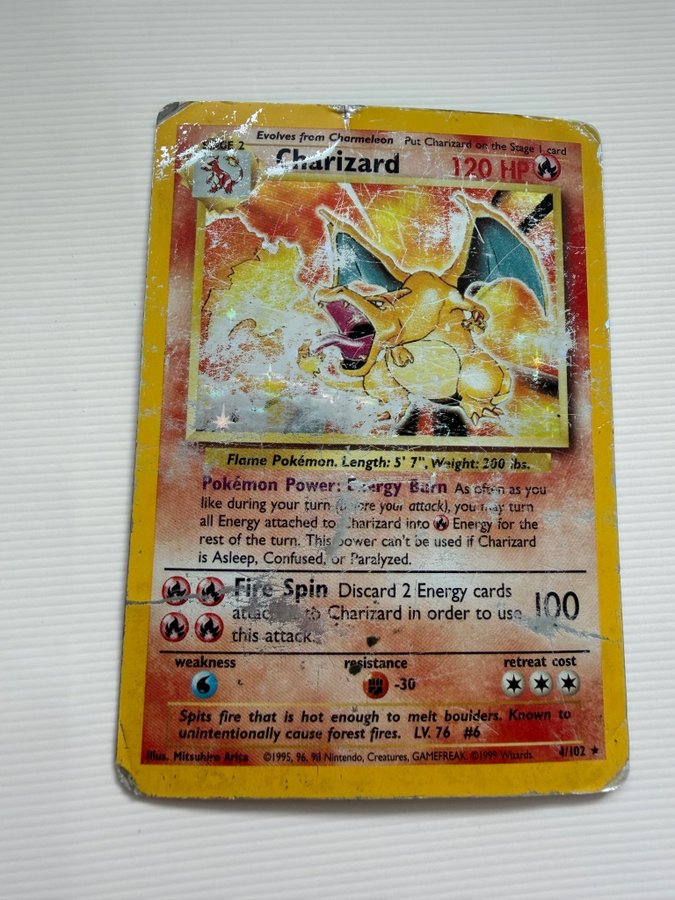 Evolves from Charmeleon Put Charizard on the Stage 1 card
STAGE 2
Charizard 120 HP
Flame Pokémon. Length: 5' 7", Weight: 200 lbs.
Pokémon Power: Energy Burn As often as you
like during your turn (before your attack), you may turn
all Energy attached to Charizard into Energy for the
rest of the turn. This power can't be used if Charizard
is Asleep, Confused, or Paralyzed.
Fire Spin Discard 2 Energy cards
attached to Charizard in order to use 100
this attack.
weakness resistance retreat cost
-30
Spits fire that is hot enough to melt boulders. Known to
unintentionally cause forest fires. LV. 76 #6
Illus. Mitsuhiro Arita ©1995, 96, 98 Nintendo, Creatures, GAMEFREAK. ©1999 Wizards. 4/102